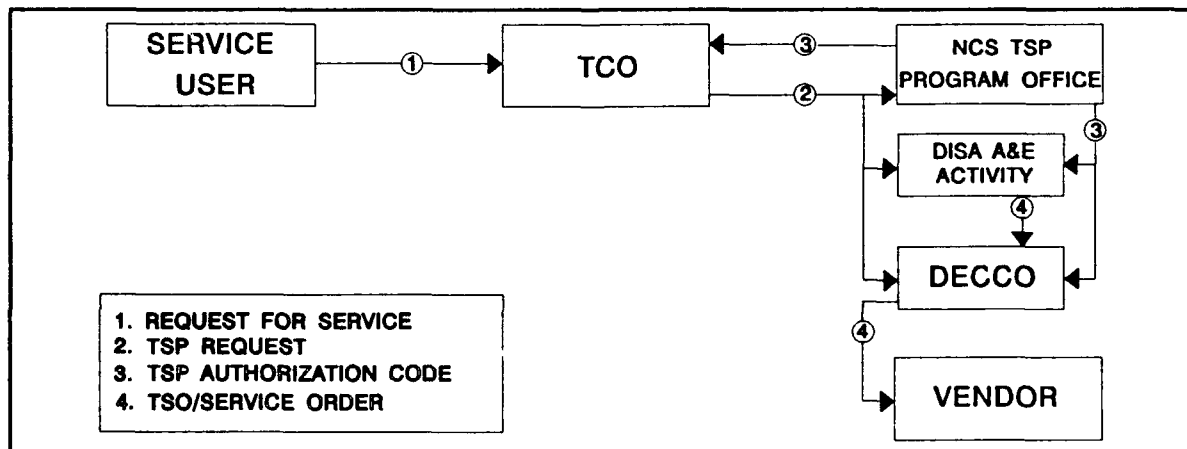 SERVICE
USER
①
TCO
③
②
NCS TSP
PROGRAM OFFICE
③
DISA A&E
ACTIVITY
④
DECCO
④
VENDOR
1. REQUEST FOR SERVICE
2. TSP REQUEST
3. TSP AUTHORIZATION CODE
4. TSO/SERVICE ORDER